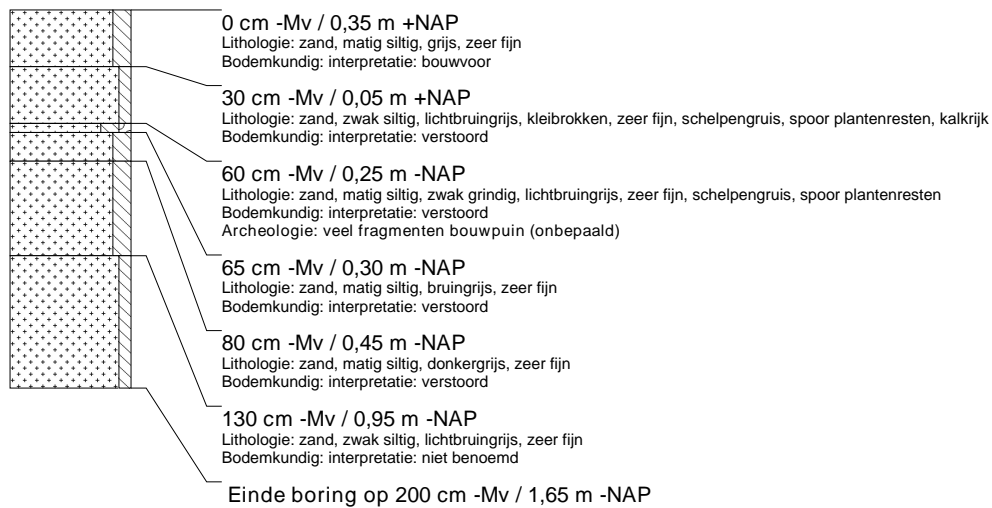 0 cm -Mv / 0,35 m +NAP
Lithologie: zand, matig siltig, grijs, zeer fijn
Bodemkundig: interpretatie: bouwvoor
30 cm -Mv / 0,05 m +NAP
Lithologie: zand, zwak siltig, lichtbruingrijs, kleibrokken, zeer fijn, schelpengruis, spoor plantenresten, kalkrijk
Bodemkundig: interpretatie: verstoord
60 cm -Mv / 0,25 m -NAP
Lithologie: zand, matig siltig, zwak grindig, lichtbruingrijs, zeer fijn, schelpengruis, spoor plantenresten
Bodemkundig: interpretatie: verstoord
Archeologie: veel fragmenten bouwpuin (onbepaald)
65 cm -Mv / 0,30 m -NAP
Lithologie: zand, matig siltig, bruingrijs, zeer fijn
Bodemkundig: interpretatie: verstoord
80 cm -Mv / 0,45 m -NAP
Lithologie: zand, matig siltig, donkergrijs, zeer fijn
Bodemkundig: interpretatie: verstoord
130 cm -Mv / 0,95 m -NAP
Lithologie: zand, zwak siltig, lichtbruingrijs, zeer fijn
Bodemkundig: interpretatie: niet benoemd
Einde boring op 200 cm -Mv / 1,65 m -NAP